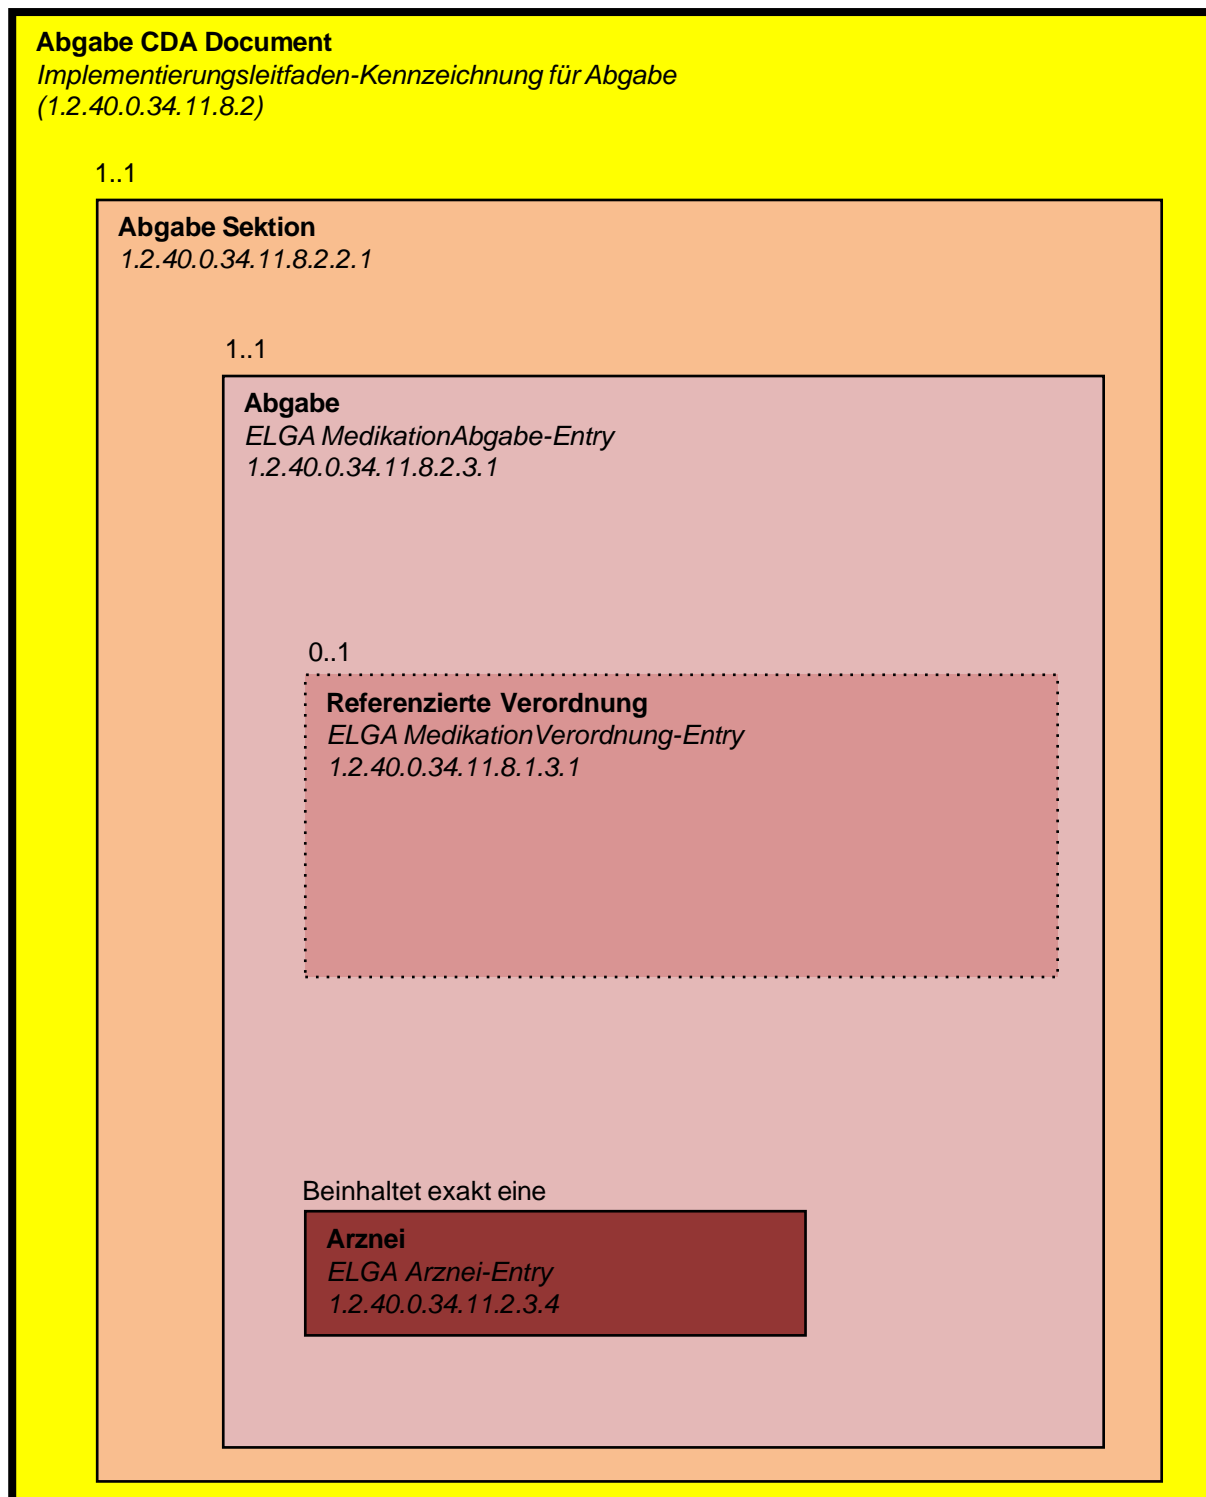 Abgabe CDA Document
Implementierungsleitfaden-Kennzeichnung für Abgabe
(1.2.40.0.34.11.8.2)
1..1
Abgabe Sektion
1.2.40.0.34.11.8.2.2.1
1..1
Abgabe
ELGA MedikationAbgabe-Entry
1.2.40.0.34.11.8.2.3.1
0..1
Referenzierte Verordnung
ELGA MedikationVerordnung-Entry
1.2.40.0.34.11.8.1.3.1
Beinhaltet exakt eine
Arznei
ELGA Arznei-Entry
1.2.40.0.34.11.2.3.4